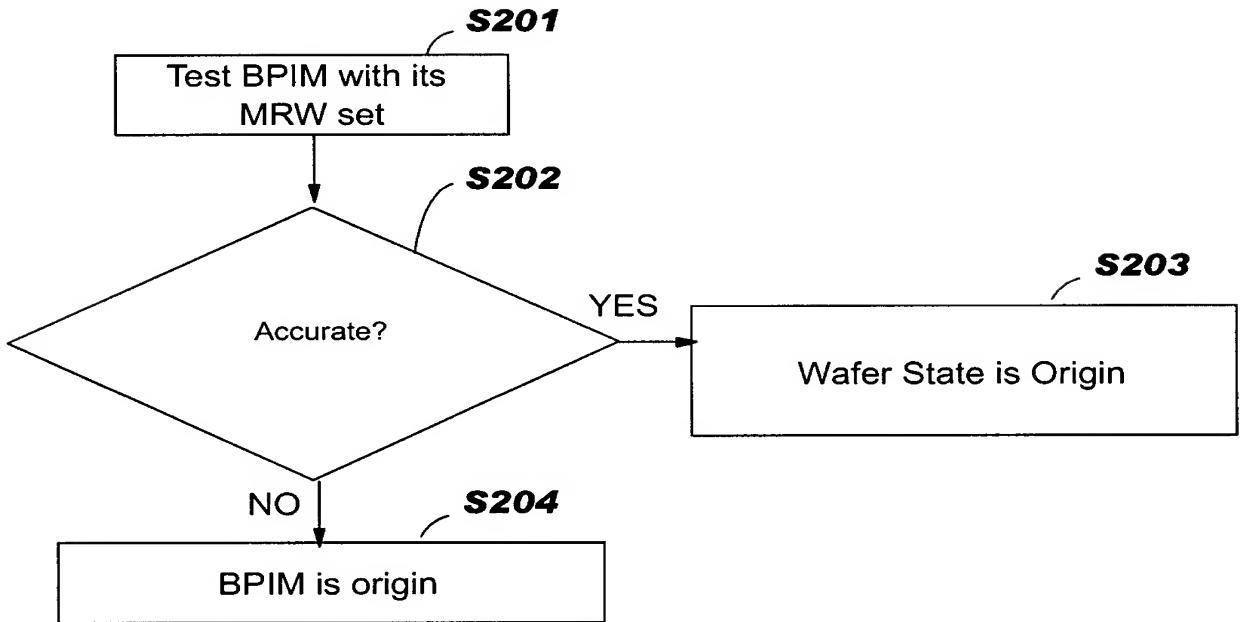 S201
Test BPIM with its
MRW set
S202
Accurate?
YES
S203
Wafer State is Origin
NO
S204
BPIM is origin